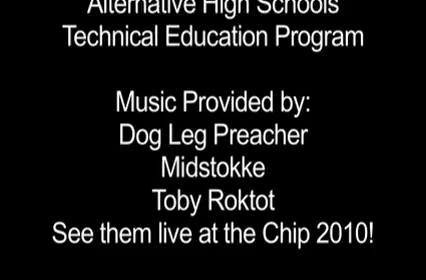 Alternative High Schools
Technical Education Program
Music Provided by:
Dog Leg Preacher
Midstokke
Toby Roktot
See them live at the Chip 2010!